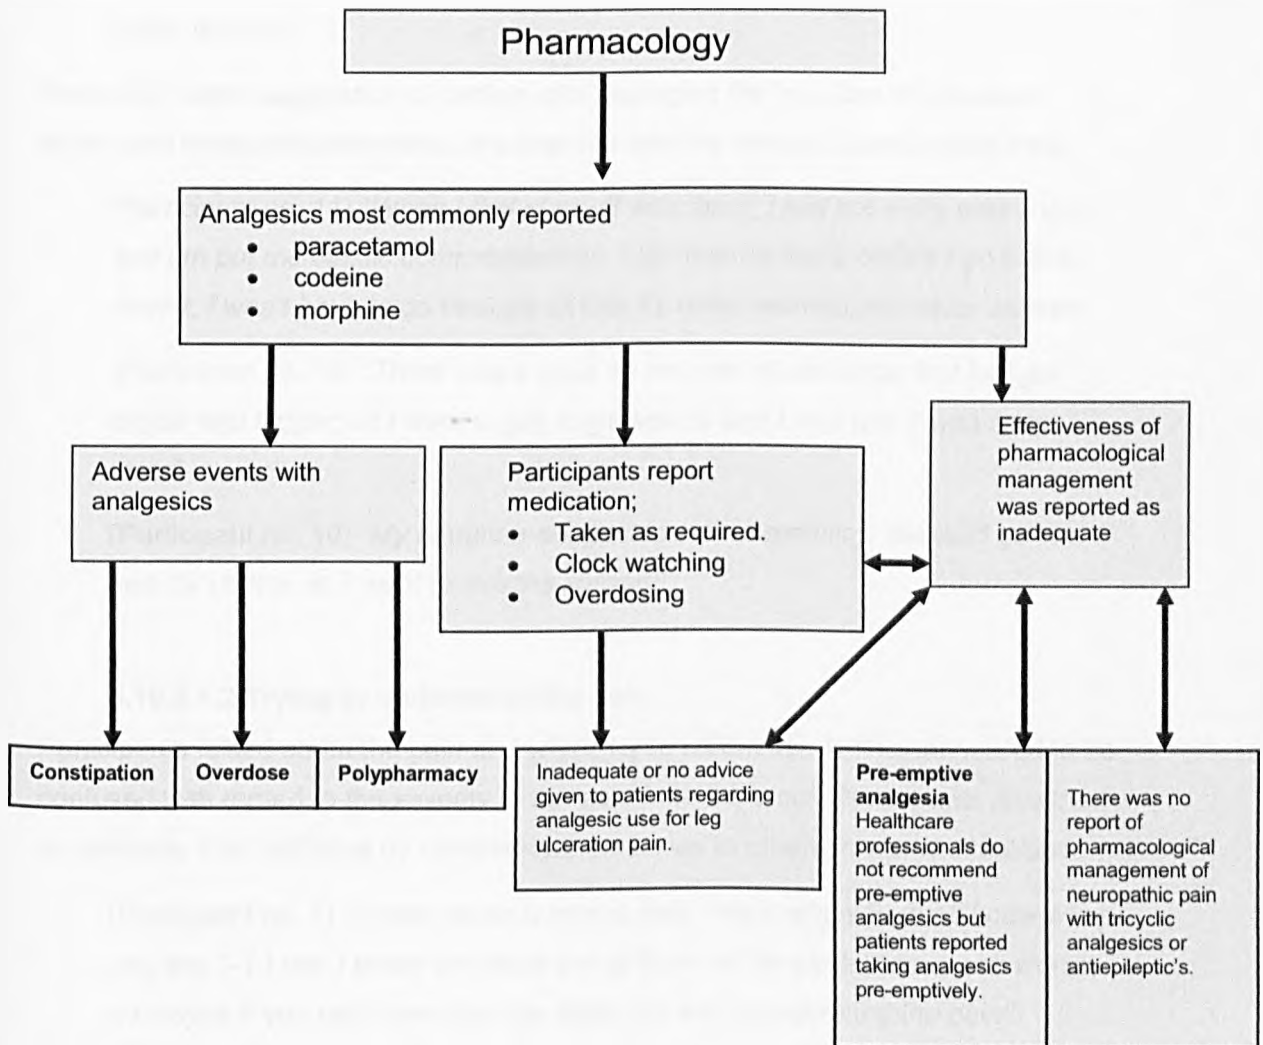 Pharmacology
Analgesics most commonly reported
• paracetamol
• codeine
• morphine
Adverse events with
analgesics
Participants report
medication;
• Taken as required.
• Clock watching
• Overdosing
Effectiveness of
pharmacological
management
was reported as
inadequate
Constipation
Overdose
Polypharmacy
Inadequate or no advice
given to patients regarding
analgesic use for leg
ulceration pain.
Pre-emptive
analgesia
Healthcare
professionals do
not recommend
pre-emptive
analgesics but
patients reported
taking analgesics
pre-emptively.
There was no
report of
pharmacological
management of
neuropathic pain
with tricyclic
analgesics or
antiepileptic's.